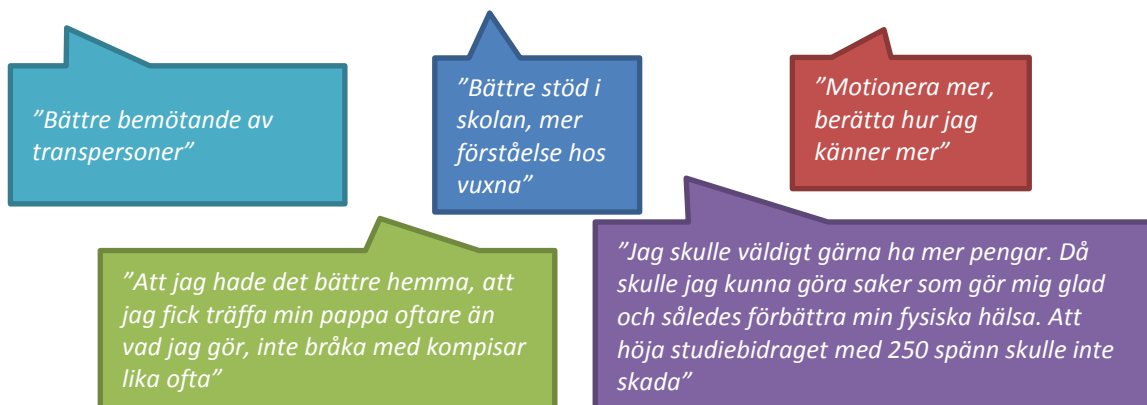 ”Bättre bemötande av
transpersoner”
”Bättre stöd i
skolan, mer
förståelse hos
vuxna”
”Motionera mer,
berätta hur jag
känner mer”
”Att jag hade det bättre hemma, att
jag fick träffa min pappa oftare än
vad jag gör, inte bråka med kompisar
lika ofta”
”Jag skulle väldigt gärna ha mer pengar. Då
skulle jag kunna göra saker som gör mig glad
och således förbättra min fysiska hälsa. Att
höja studiebidraget med 250 spänn skulle inte
skada”